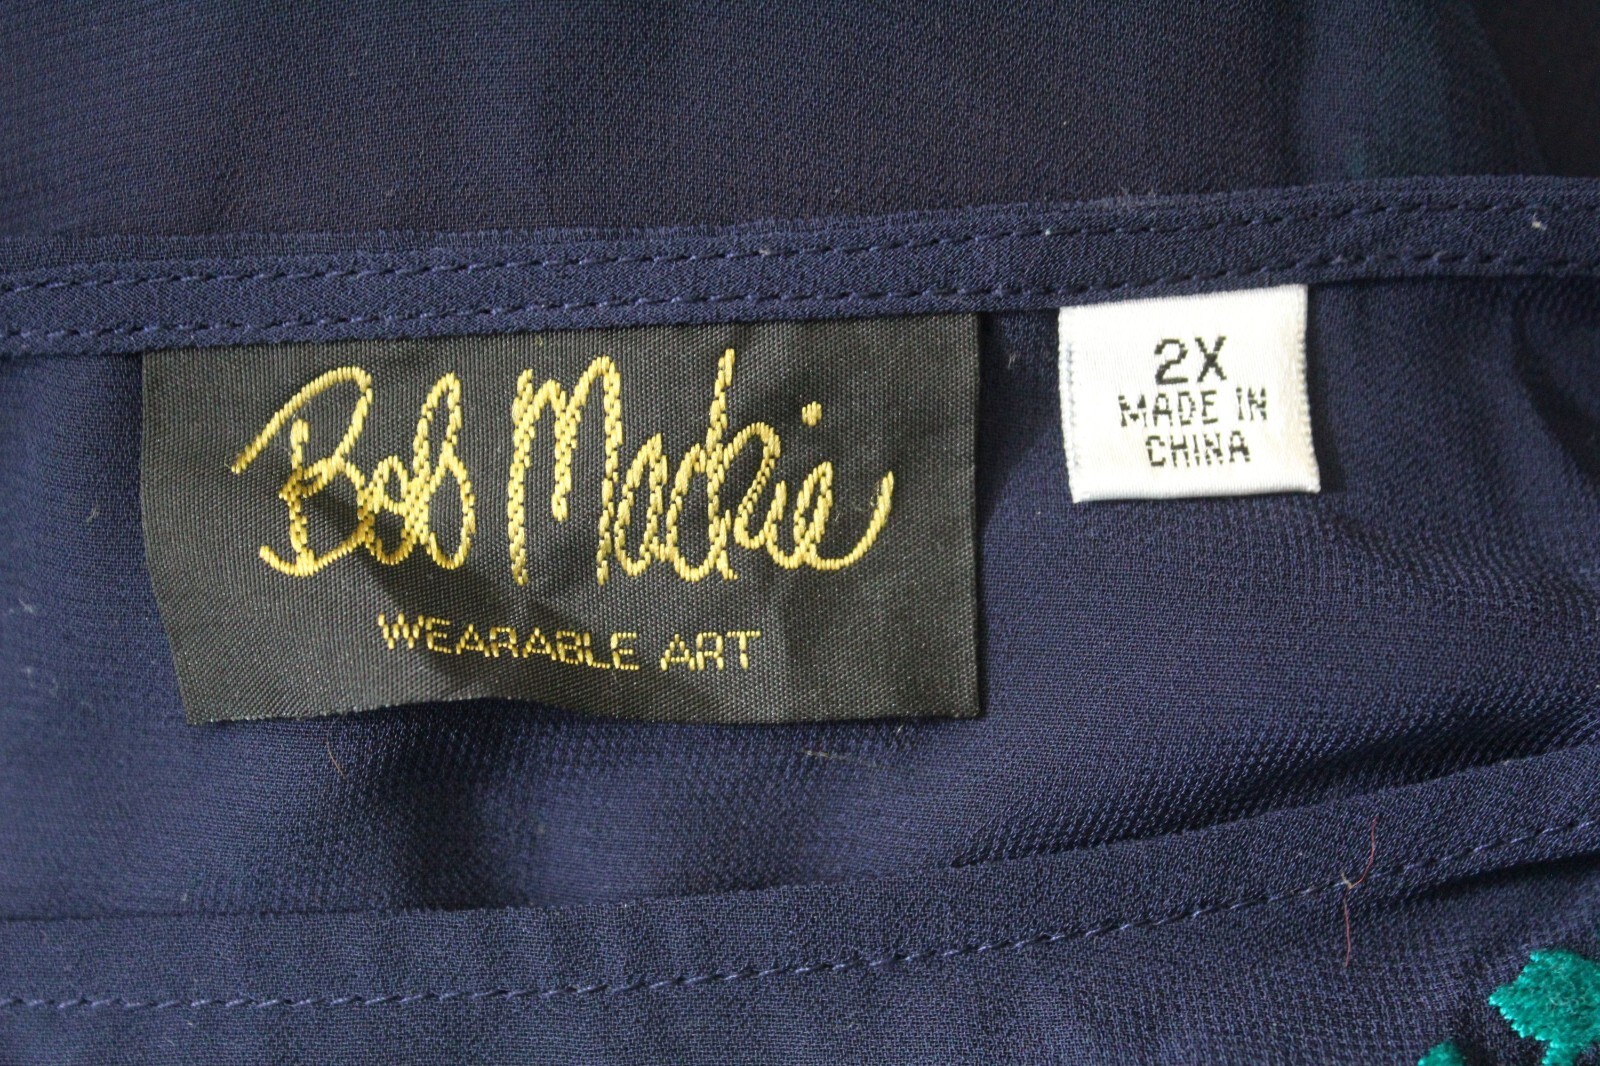 Bob Mackie
WEARABLE ART
2X
MADE IN
CHINA